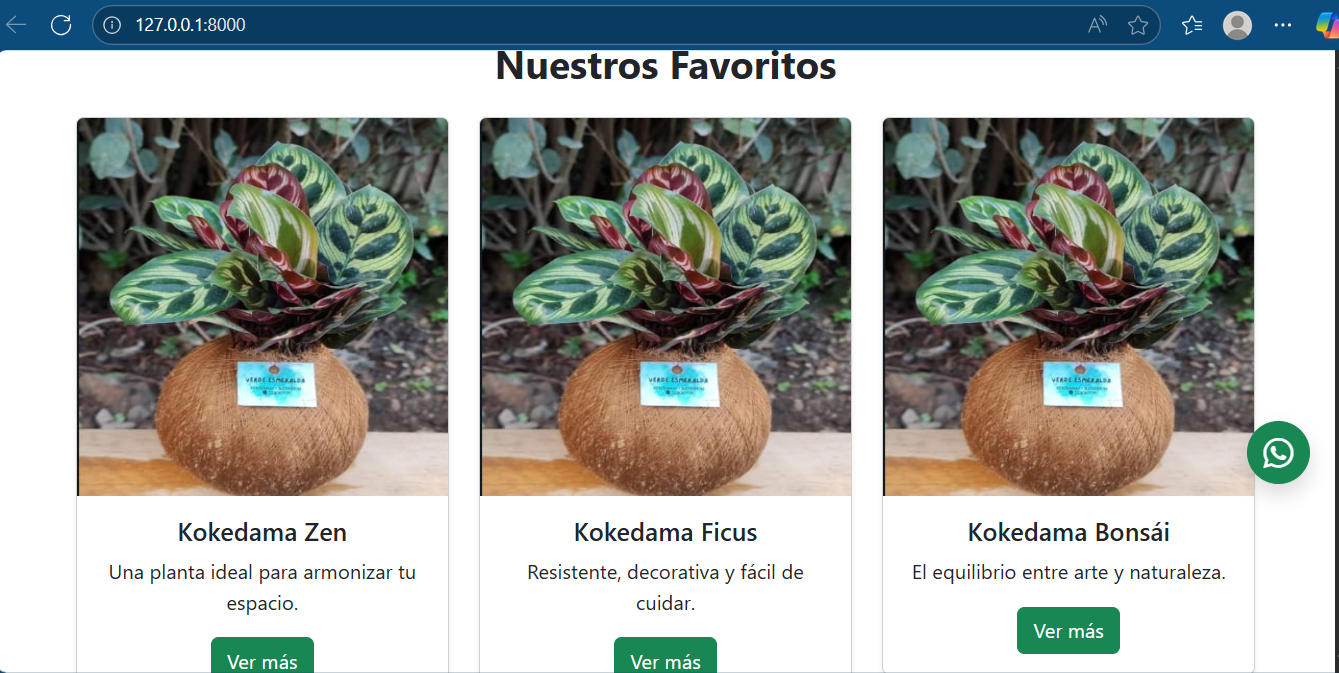 127.0.0.1:8000
Nuestros Favoritos
VERDE ESMERALDA
VERDE ESMERALDA
VERDE ESMERALDA
Kokedama Zen
Una planta ideal para armonizar tu
espacio.
Ver más
Kokedama Ficus
Resistente, decorativa y fácil de
cuidar.
Ver más
Kokedama Bonsái
El equilibrio entre arte y naturaleza.
Ver más